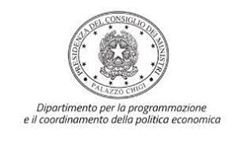 PRESIDENZA DEL CONSIGLIO DEI MINISTRI
PALAZZO CHIGI
Dipartimento per la programmazione
e il coordinamento della politica economica